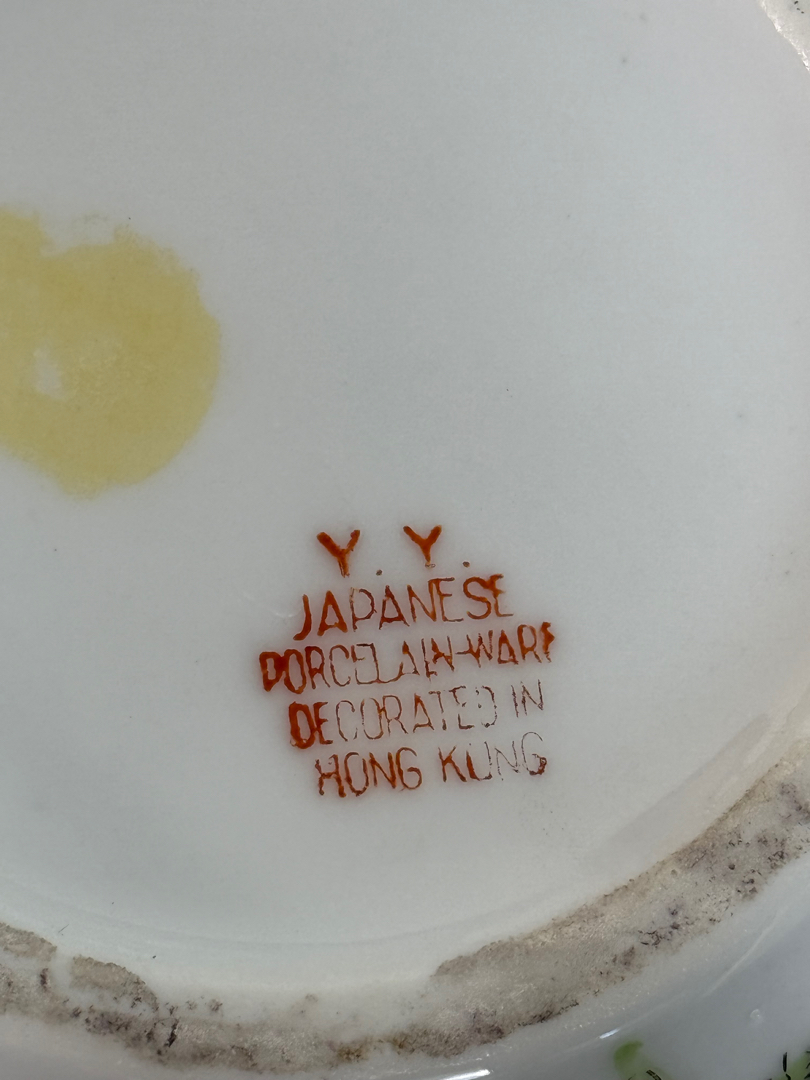 Y.Y.
JAPANESE
PORCELAIN-WARE
DECORATED IN
HONG KONG